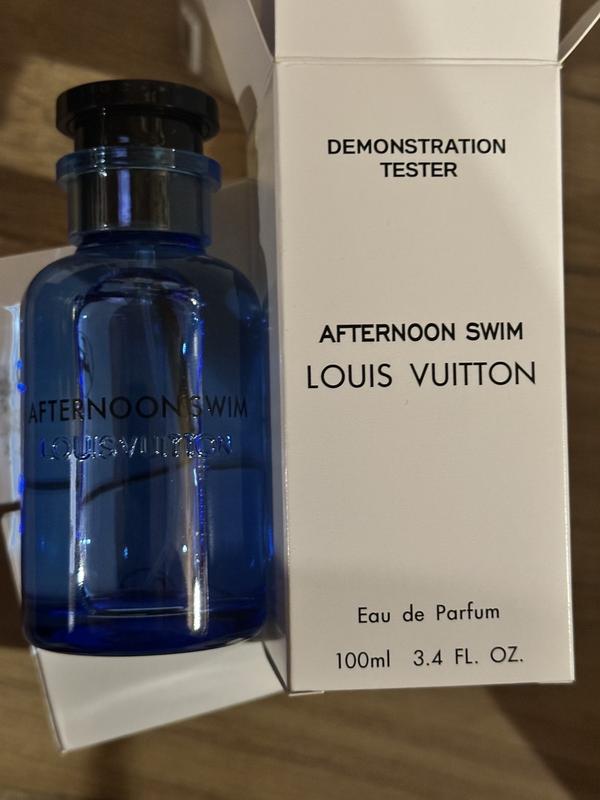 AFTERNOON SWIM
LOUIS VUITTON
DEMONSTRATION
TESTER
AFTERNOON SWIM
LOUIS VUITTON
Eau de Parfum
100ml 3.4 FL. OZ.